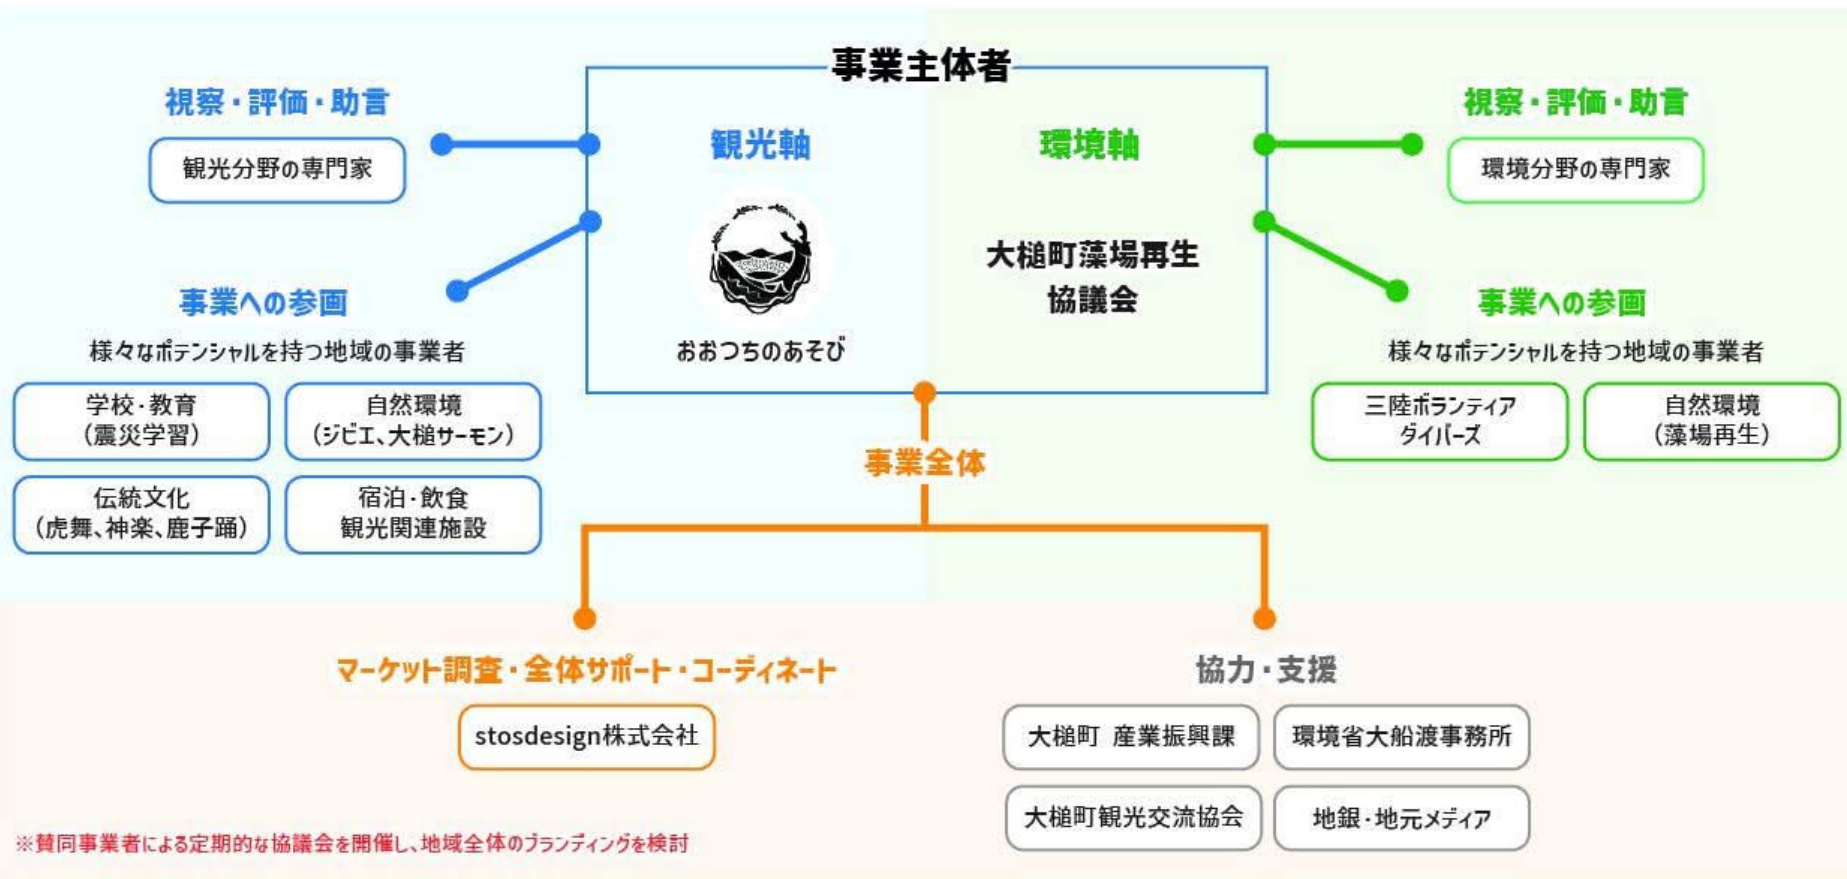 事業主体者
視察・評価・助言
観光分野の専門家
事業への参画
様々なポテンシャルを持つ地域の事業者
学校・教育
(震災学習)
自然環境
(ジビエ、大槌サーモン)
伝統文化
(虎舞、神楽、鹿子踊)
宿泊・飲食
観光関連施設
観光軸
おおつちのあそび
環境軸
大槌町藻場再生
協議会
視察・評価・助言
環境分野の専門家
事業への参画
様々なポテンシャルを持つ地域の事業者
三陸ボランティア
ダイバーズ
自然環境
(藻場再生)
事業全体
マーケット調査・全体サポート・コーディネート
stosdesign株式会社
協力・支援
大槌町 産業振興課
環境省大船渡事務所
大槌町観光交流協会
地銀・地元メディア
※賛同事業者による定期的な協議会を開催し、地域全体のブランディングを検討